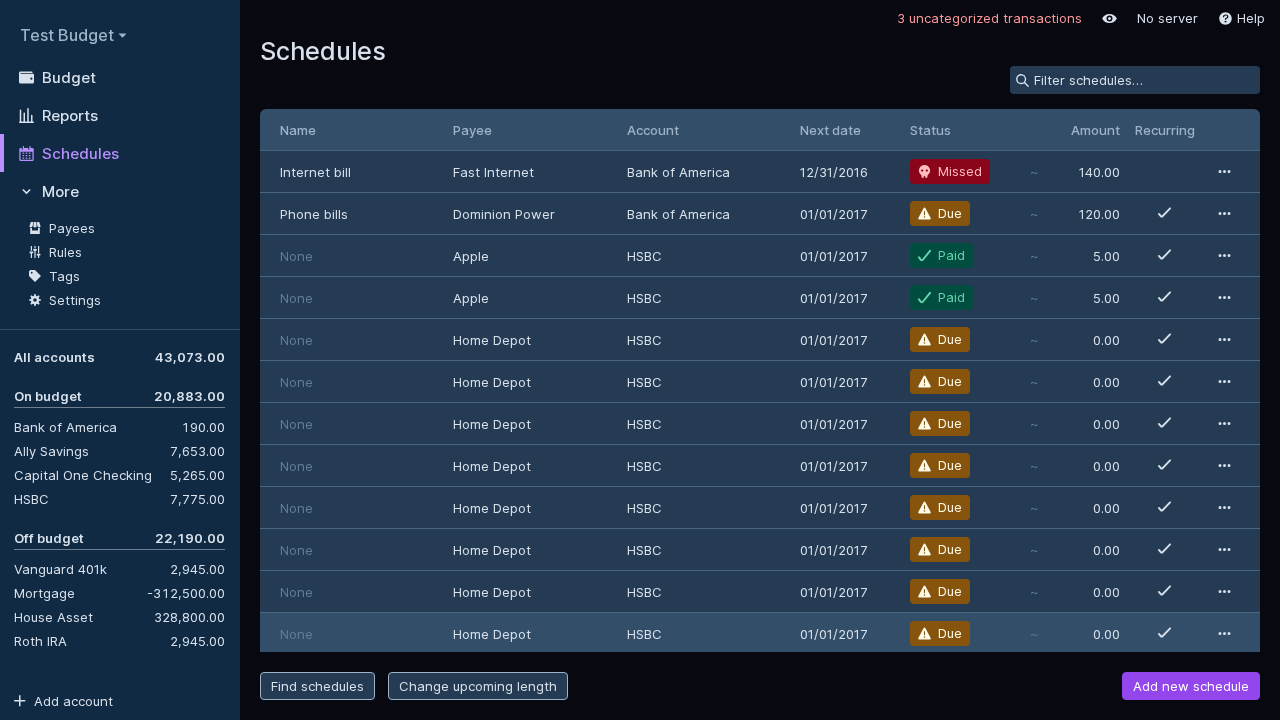 3 uncategorized transactions No server Help
Test Budget
Budget
Reports
Schedules
More
Payees
Rules
Tags
Settings
All accounts 43,073.00
On budget 20,883.00
Bank of America 190.00
Ally Savings 7,653.00
Capital One Checking 5,265.00
HSBC 7,775.00
Off budget 22,190.00
Vanguard 401k 2,945.00
Mortgage -312,500.00
House Asset 328,800.00
Roth IRA 2,945.00
Add account
Schedules
Filter schedules...
Name Payee Account Next date Status Amount Recurring
Internet bill Fast Internet Bank of America 12/31/2016 Missed ~ 140.00
Phone bills Dominion Power Bank of America 01/01/2017 Due ~ 120.00
None Apple HSBC 01/01/2017 Paid ~ 5.00
None Apple HSBC 01/01/2017 Paid ~ 5.00
None Home Depot HSBC 01/01/2017 Due ~ 0.00
None Home Depot HSBC 01/01/2017 Due ~ 0.00
None Home Depot HSBC 01/01/2017 Due ~ 0.00
None Home Depot HSBC 01/01/2017 Due ~ 0.00
None Home Depot HSBC 01/01/2017 Due ~ 0.00
None Home Depot HSBC 01/01/2017 Due ~ 0.00
None Home Depot HSBC 01/01/2017 Due ~ 0.00
None Home Depot HSBC 01/01/2017 Due ~ 0.00
Find schedules Change upcoming length Add new schedule